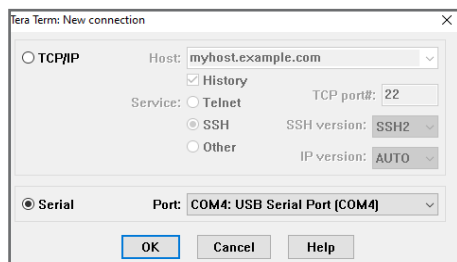 Tera Term: New connection
TCP/IP Host: myhost.example.com
History
Service: Telnet TCP port#: 22
SSH SSH version: SSH2
Other IP version: AUTO
Serial Port: COM4: USB Serial Port (COM4)
OK Cancel Help